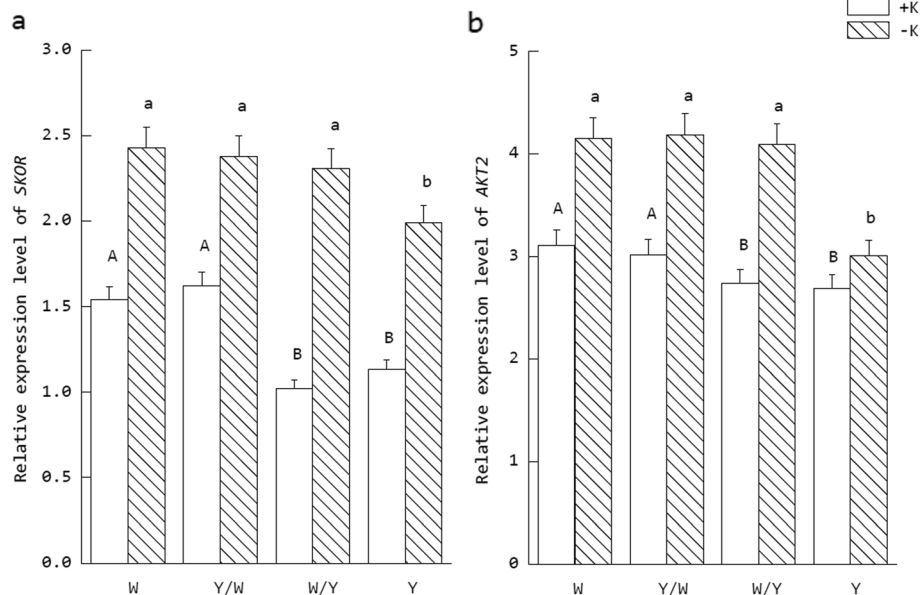 a
Relative expression level of SKOR
3.0
2.5
2.0
1.5
1.0
0.5
0.0
A
a
A
a
B
a
B
b
W
Y/W
W/Y
Y
b
+K
-K
Relative expression level of AKT2
5
4
3
2
1
0
A
a
A
a
B
a
B
b
W
Y/W
W/Y
Y